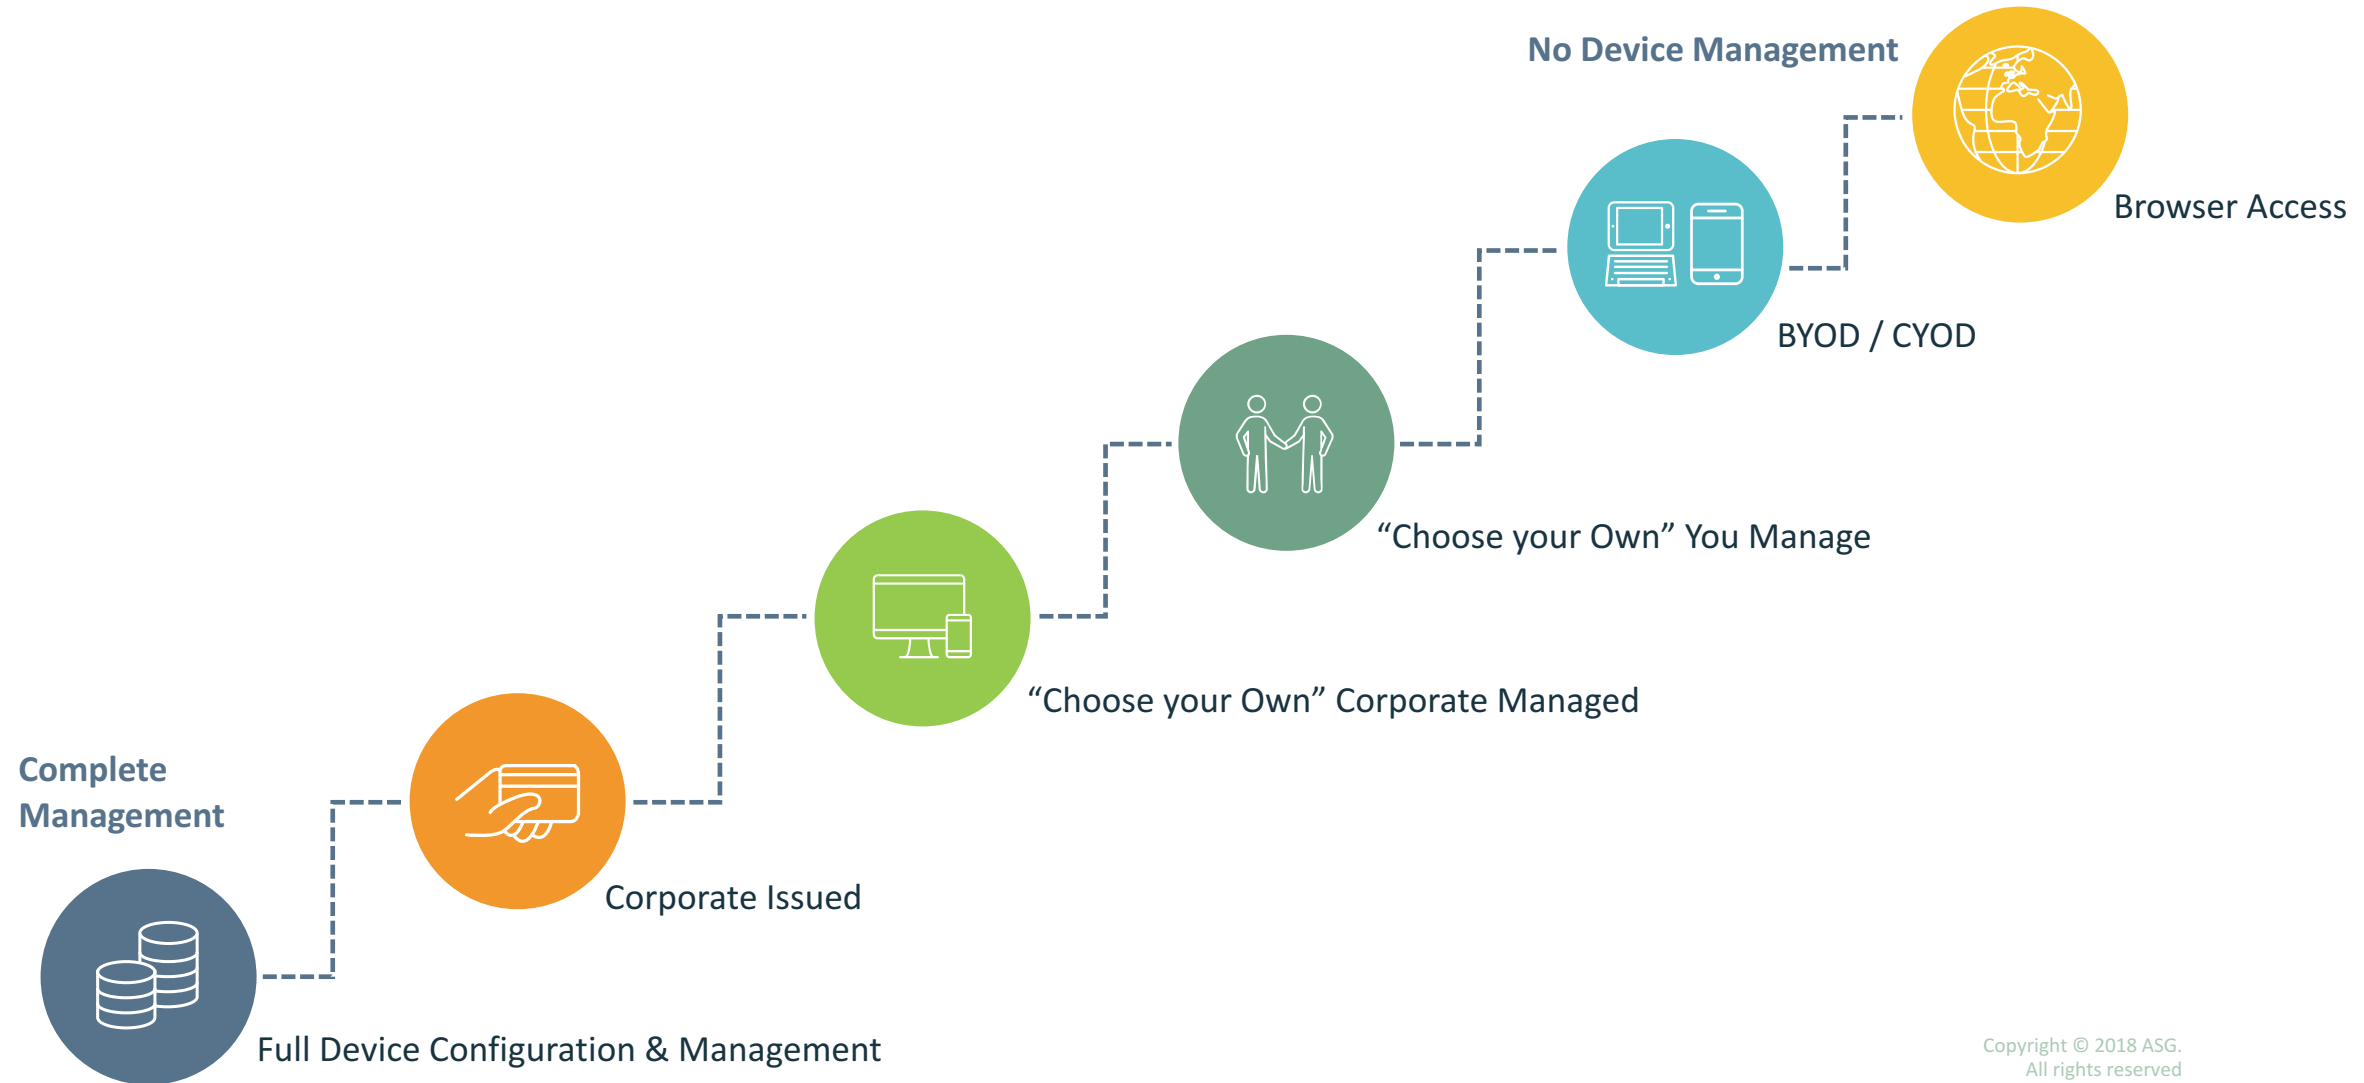 No Device Management
Browser Access
BYOD / CYOD
“Choose your Own” You Manage
“Choose your Own” Corporate Managed
Complete
Management
Corporate Issued
Full Device Configuration & Management
Copyright © 2018 ASG.
All rights reserved